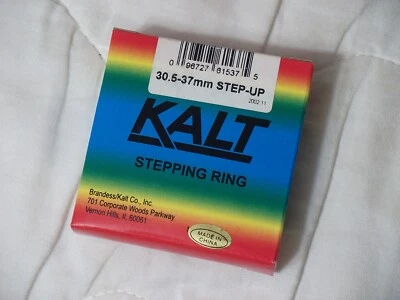 0 96727 61537 5
30.5-37mm STEP-UP
2002-11
KALT
STEPPING RING
Brandess/Kalt Co., Inc.
701 Corporate Woods Parkway
Vernon Hills, IL 60061
MADE IN
CHINA